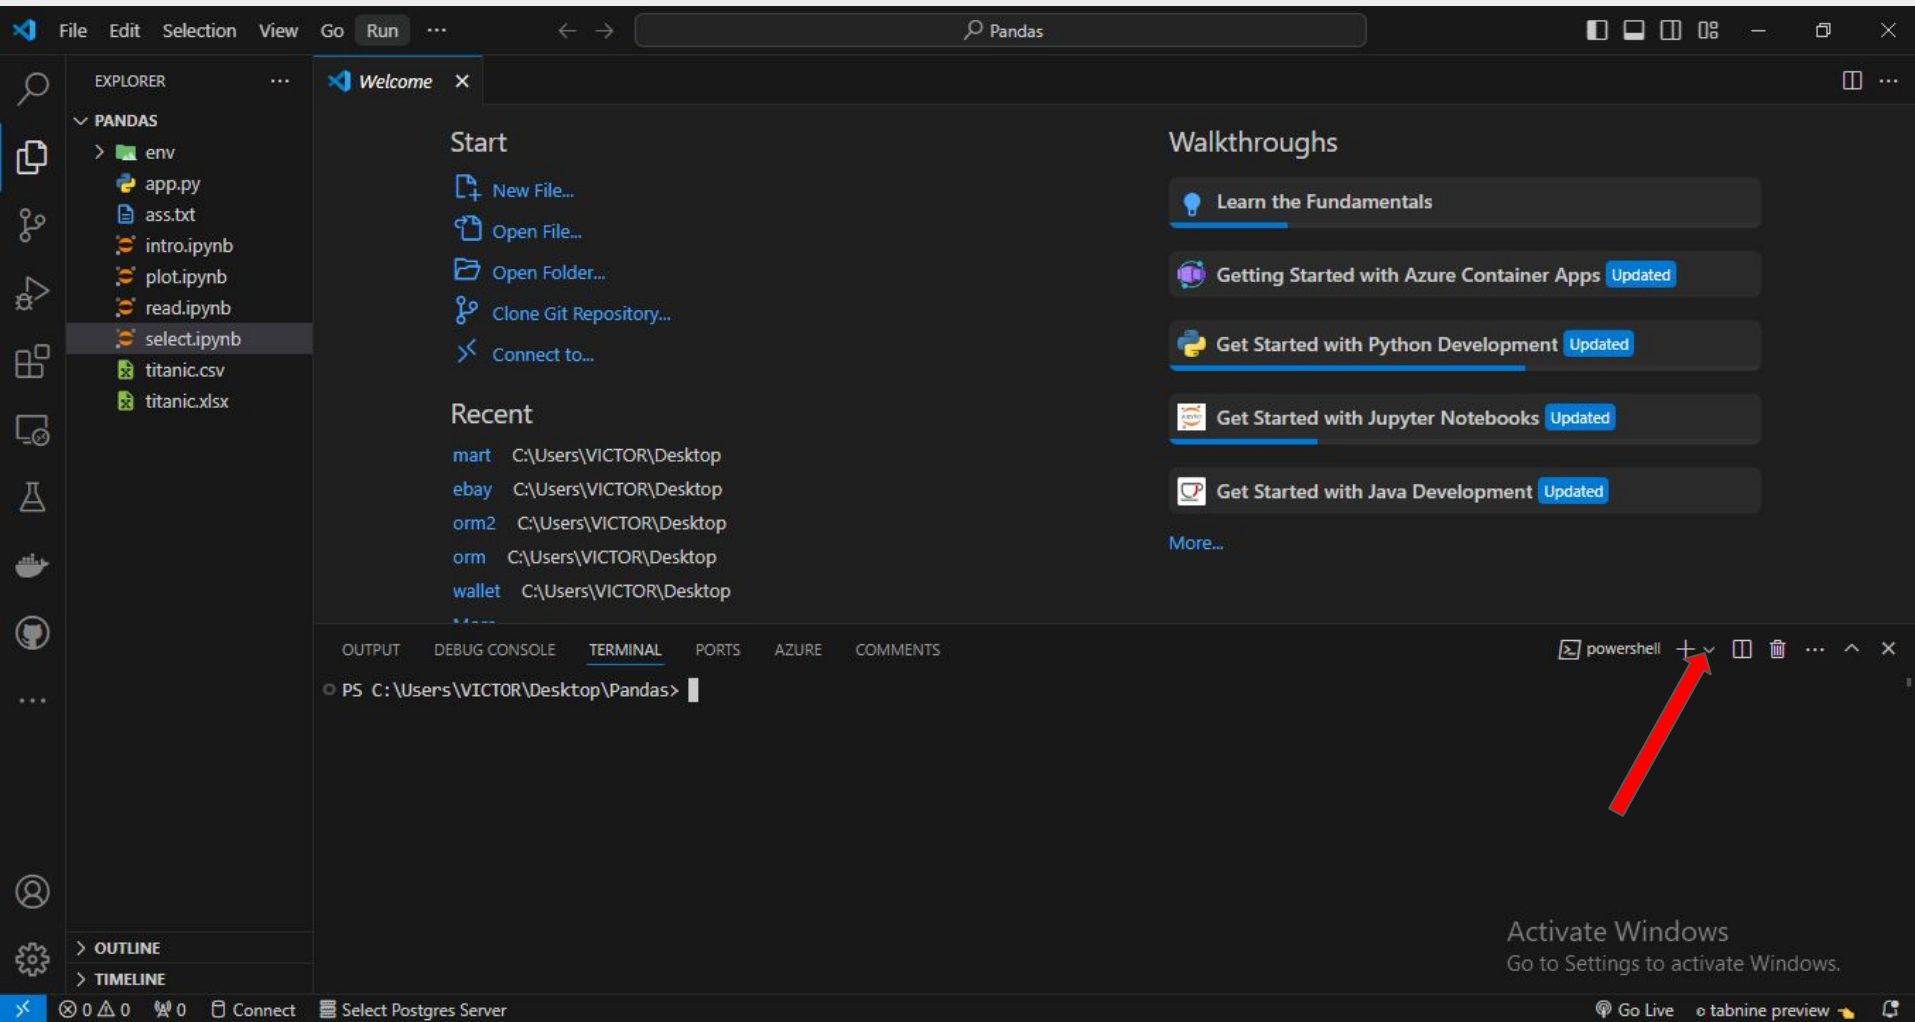 File Edit Selection View Go Run ···
Pandas
EXPLORER ···
Welcome
PANDAS
env
app.py
ass.txt
intro.ipynb
plot.ipynb
read.ipynb
select.ipynb
titanic.csv
titanic.xlsx
OUTLINE
TIMELINE
Start
New File...
Open File...
Open Folder...
Clone Git Repository...
Connect to...
Recent
mart C:\Users\VICTOR\Desktop
ebay C:\Users\VICTOR\Desktop
orm2 C:\Users\VICTOR\Desktop
orm C:\Users\VICTOR\Desktop
wallet C:\Users\VICTOR\Desktop
Walkthroughs
Learn the Fundamentals
Getting Started with Azure Container Apps Updated
Get Started with Python Development Updated
Get Started with Jupyter Notebooks Updated
Get Started with Java Development Updated
More...
OUTPUT DEBUG CONSOLE TERMINAL PORTS AZURE COMMENTS
powershell
PS C:\Users\VICTOR\Desktop\Pandas>
Activate Windows
Go to Settings to activate Windows.
0 0 0 Connect Select Postgres Server
Go Live tabnine preview